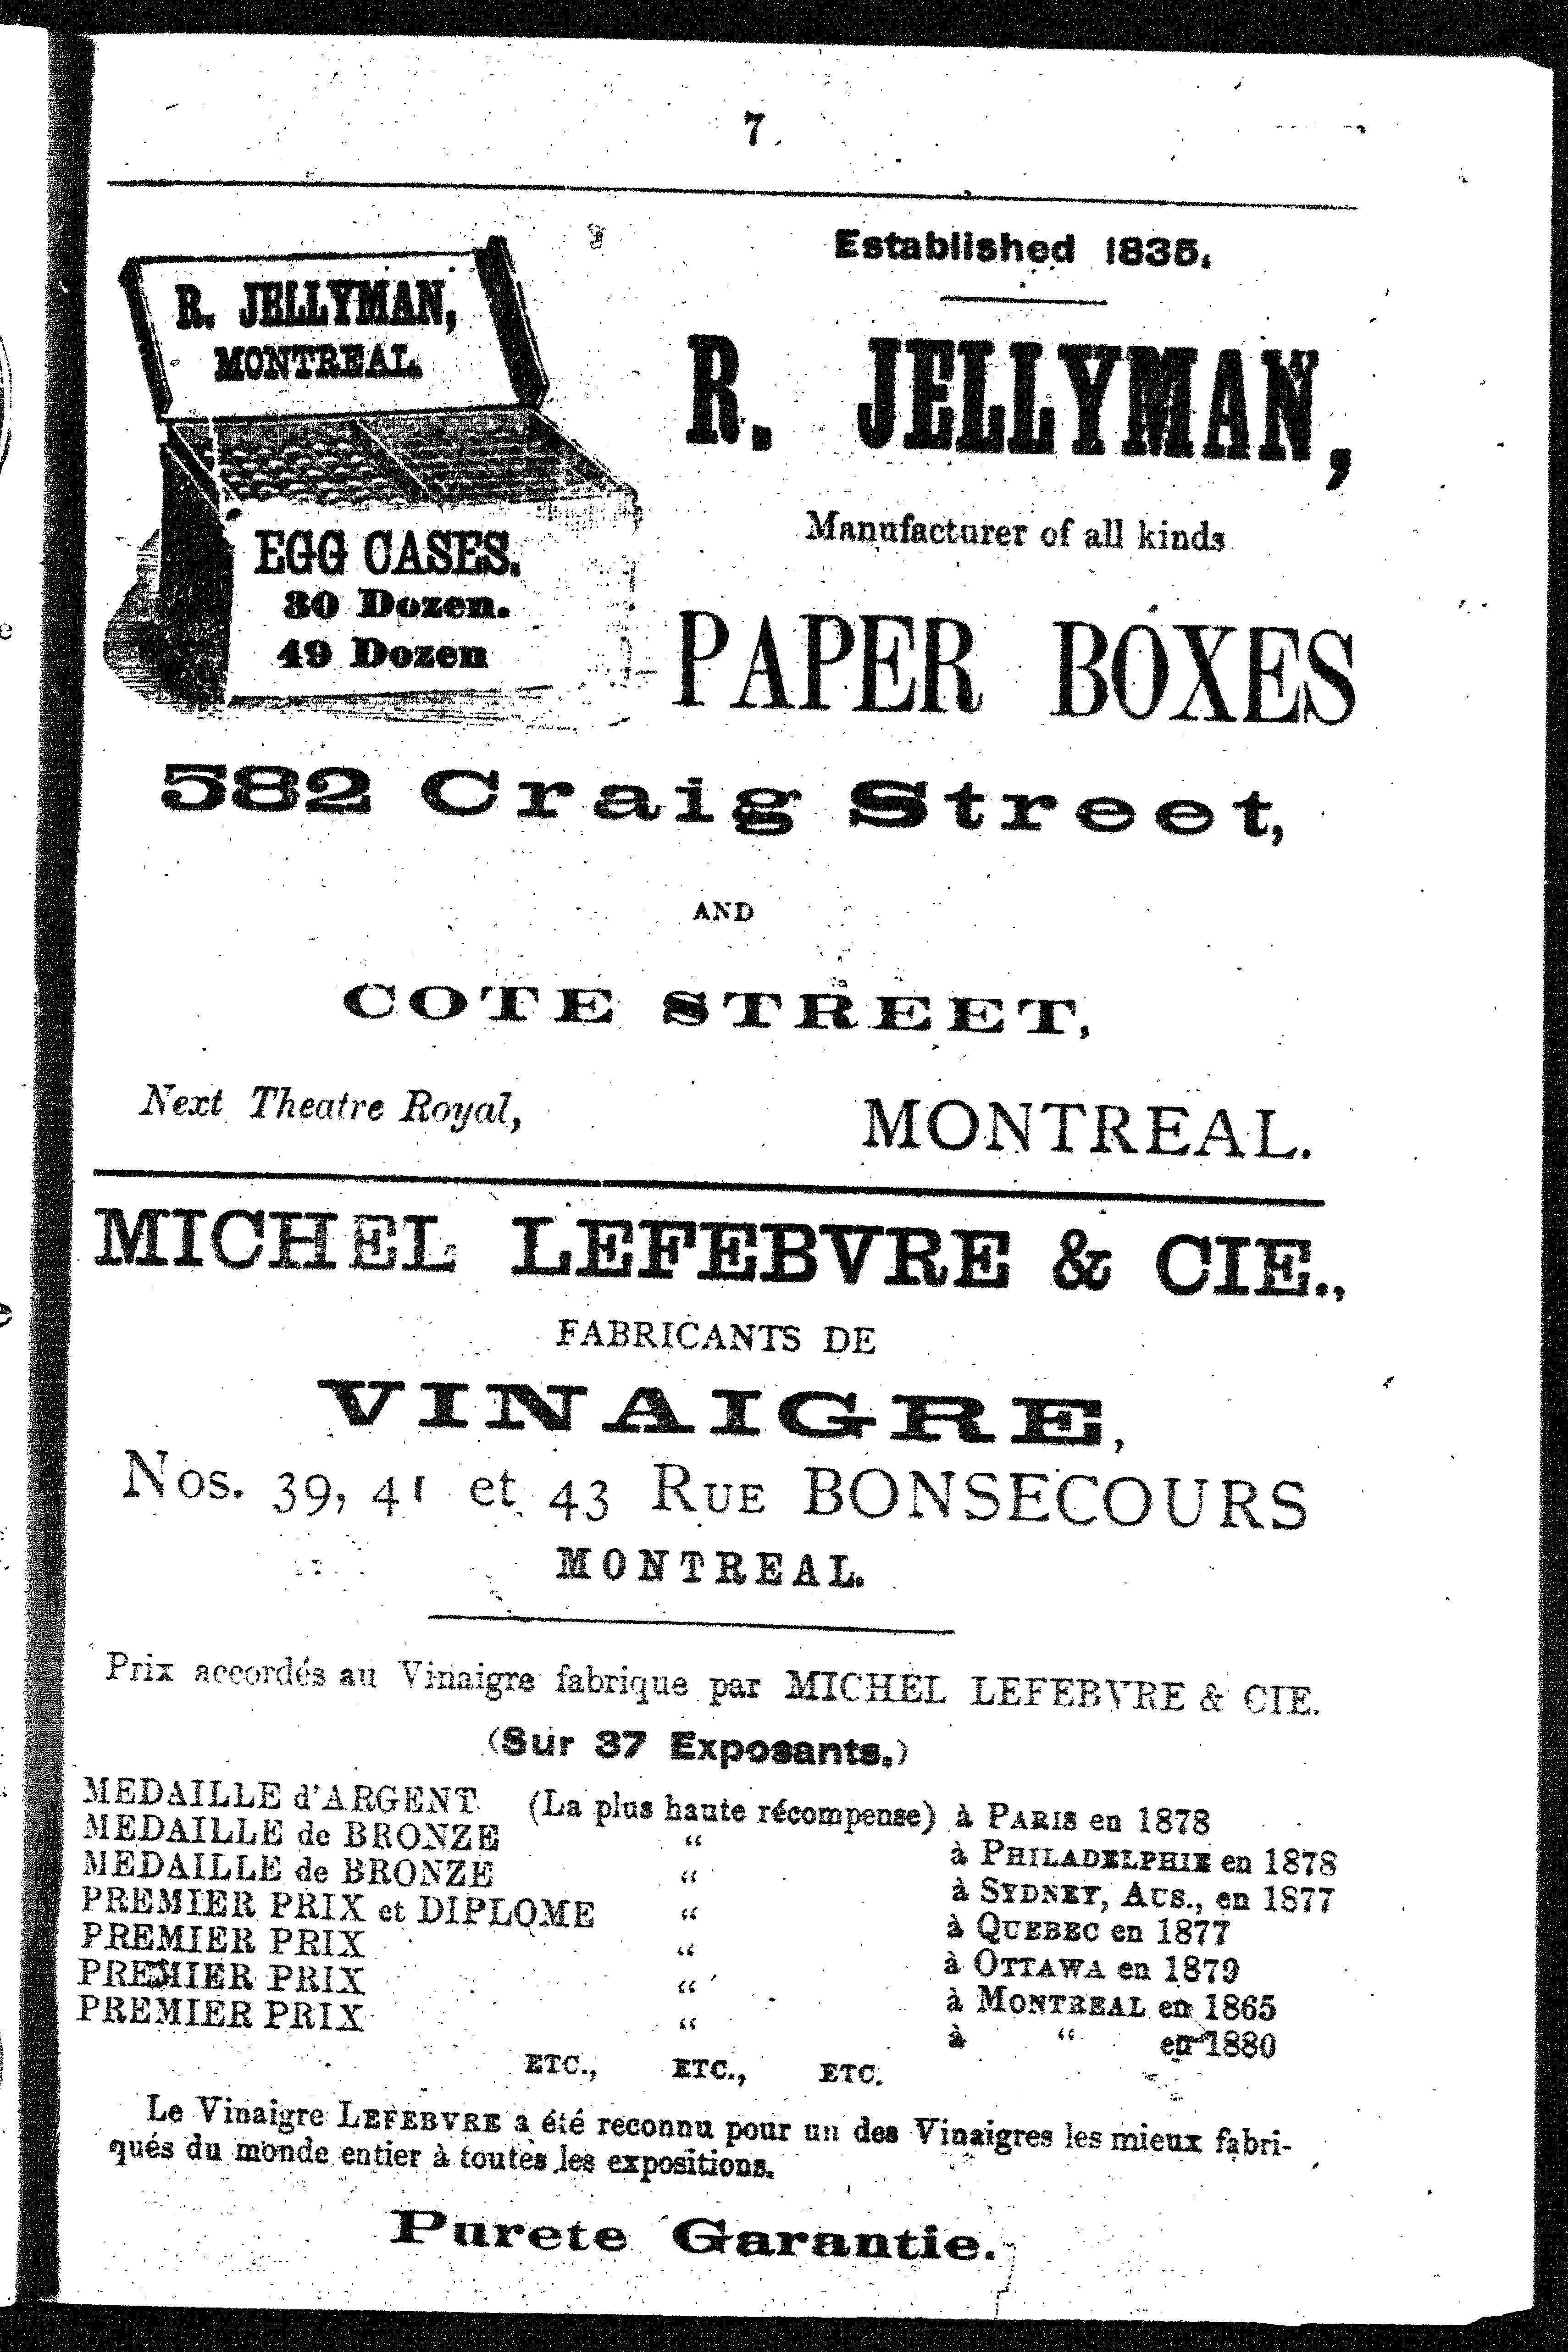 7
R. JELLYMAN,
MONTREAL.
EGG CASES.
30 Dozen.
49 Dozen
Established 1835.
R. JELLYMAN,
Manufacturer of all kinds
PAPER BOXES
582 Craig Street,
AND
COTE STREET,
Next Theatre Royal, MONTREAL.
MICHEL LEFEBVRE & CIE.,
FABRICANTS DE
VINAIGRE,
Nos. 39, 41 et 43 RUE BONSECOURS
MONTREAL.
Prix accordés au Vinaigre fabrique par MICHEL LEFEBVRE & CIE.
(Sur 37 Exposants.)
MEDAILLE d'ARGENT (La plus haute récompense) à PARIS en 1878
MEDAILLE de BRONZE “ à PHILADELPHIE en 1878
MEDAILLE de BRONZE “ à SYDNEY, AUS., en 1877
PREMIER PRIX et DIPLOME “ à QUEBEC en 1877
PREMIER PRIX “ à OTTAWA en 1879
PREMIER PRIX “ à MONTREAL en 1865
PREMIER PRIX “ à “ en 1880
ETC., ETC., ETC.
Le Vinaigre LEFEBVRE a été reconnu pour un des Vinaigres les mieux fabri-
qués du monde entier à toutes les expositions.
Purete Garantie.